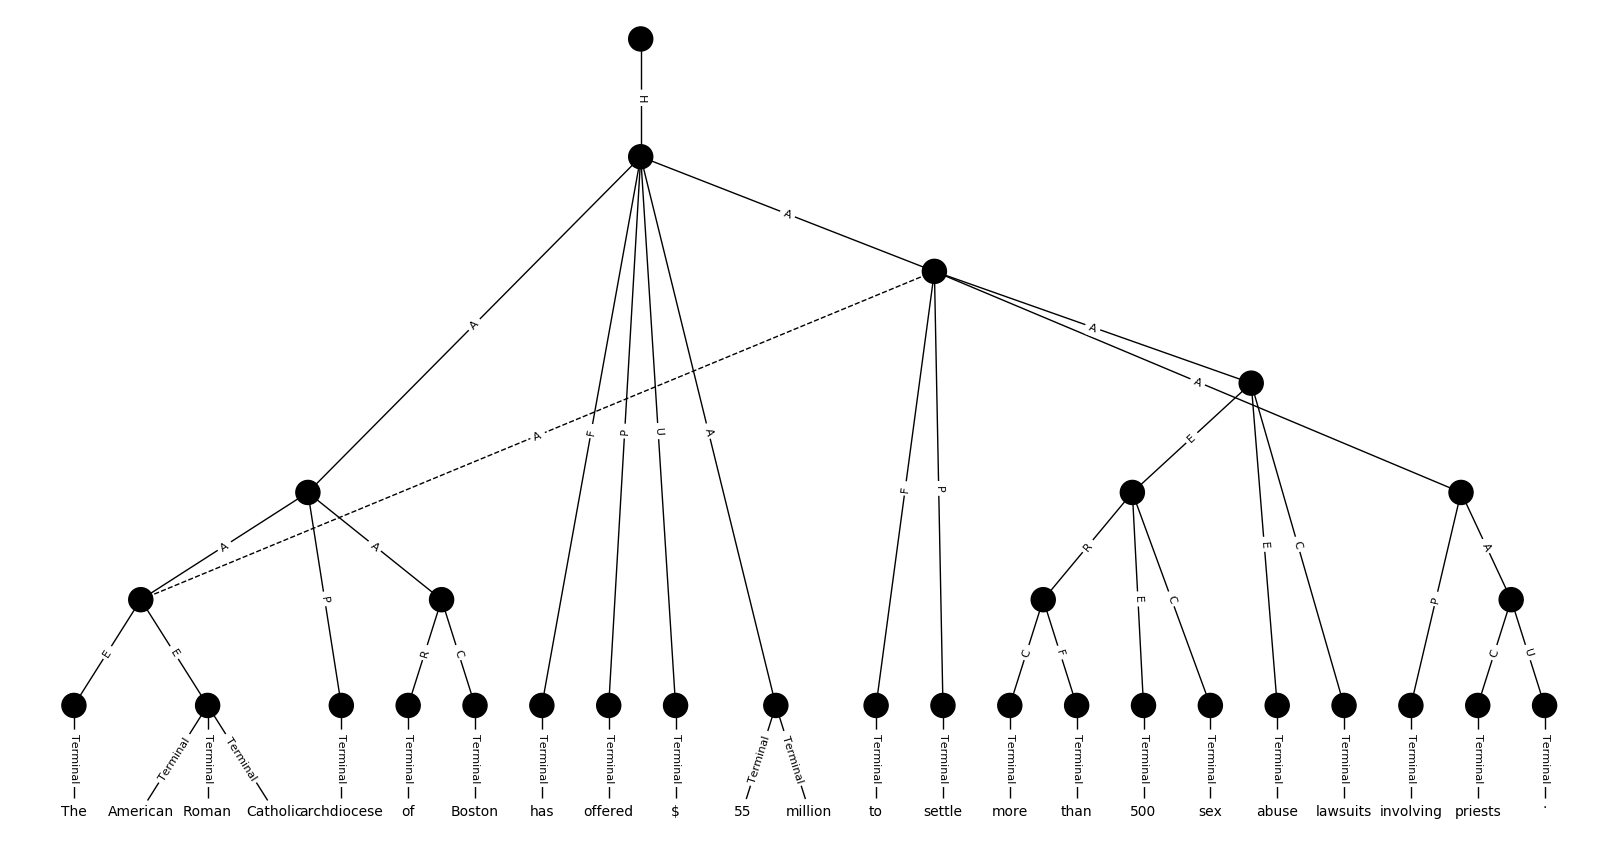 H
A
A
A
A
F
P
U
A
F
P
A
E
A
P
A
E
E
C
R
E
C
A
P
E
E
R
C
C
F
C
U
Terminal Terminal Terminal Terminal Terminal Terminal Terminal Terminal Terminal Terminal Terminal Terminal Terminal Terminal Terminal Terminal Terminal Terminal Terminal Terminal Terminal Terminal Terminal
The American Roman Catholic archdiocese of Boston has offered $ 55 million to settle more than 500 sex abuse lawsuits involving priests .